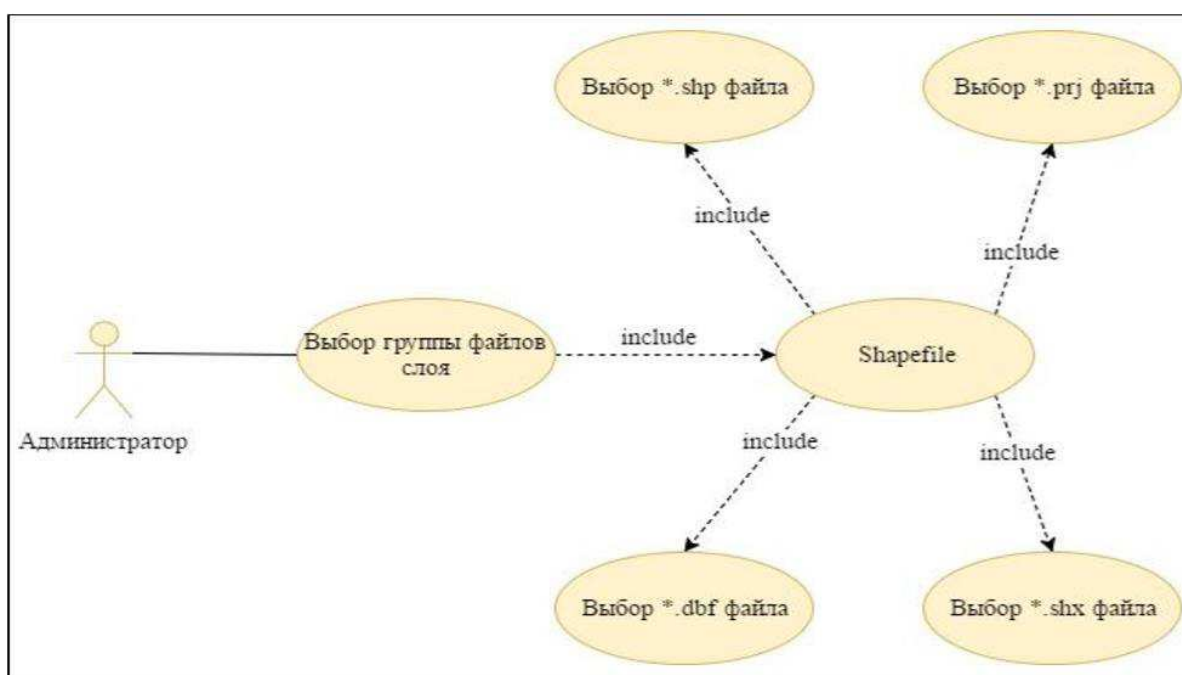 Выбор *.shp файла
Выбор *.prj файла
include
include
Выбор группы файлов
слоя
include
Shapefile
Администратор
include
include
Выбор *.dbf файла
Выбор *.shx файла